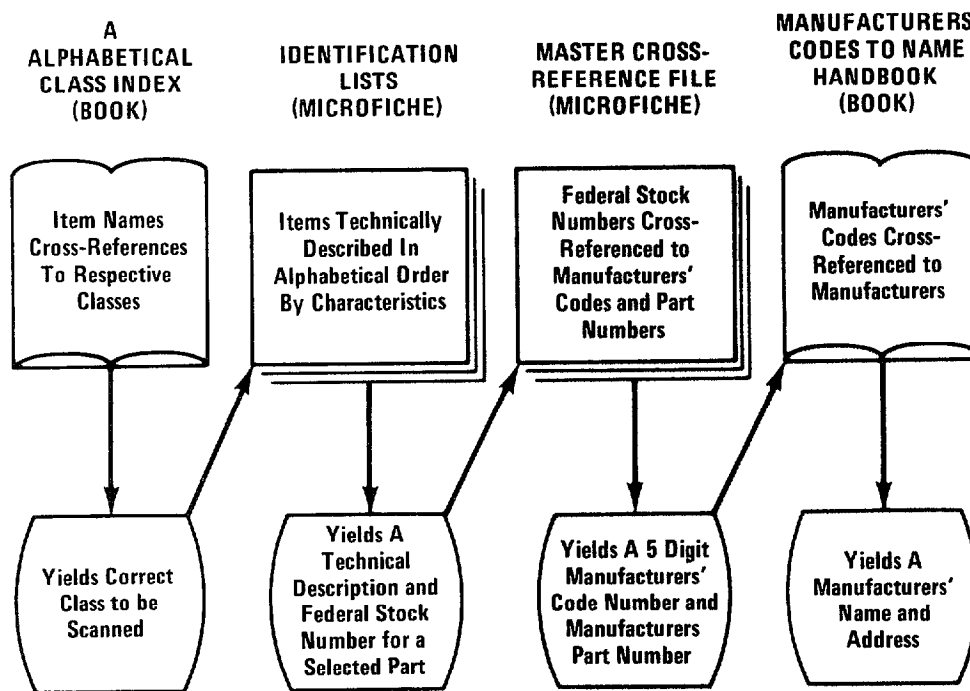 A
ALPHABETICAL
CLASS INDEX
(BOOK)
IDENTIFICATION
LISTS
(MICROFICHE)
MASTER CROSS-
REFERENCE FILE
(MICROFICHE)
MANUFACTURERS
CODES TO NAME
HANDBOOK
(BOOK)
Item Names
Cross-References
To Respective
Classes
Items Technically
Described In
Alphabetical Order
By Characteristics
Federal Stock
Numbers Cross-
Referenced to
Manufacturers'
Codes and Part
Numbers
Manufacturers'
Codes Cross-
Referenced to
Manufacturers
Yields Correct
Class to be
Scanned
Yields A
Technical
Description and
Federal Stock
Number for a
Selected Part
Yields A 5 Digit
Manufacturers'
Code Number and
Manufacturers
Part Number
Yields A
Manufacturers'
Name and
Address